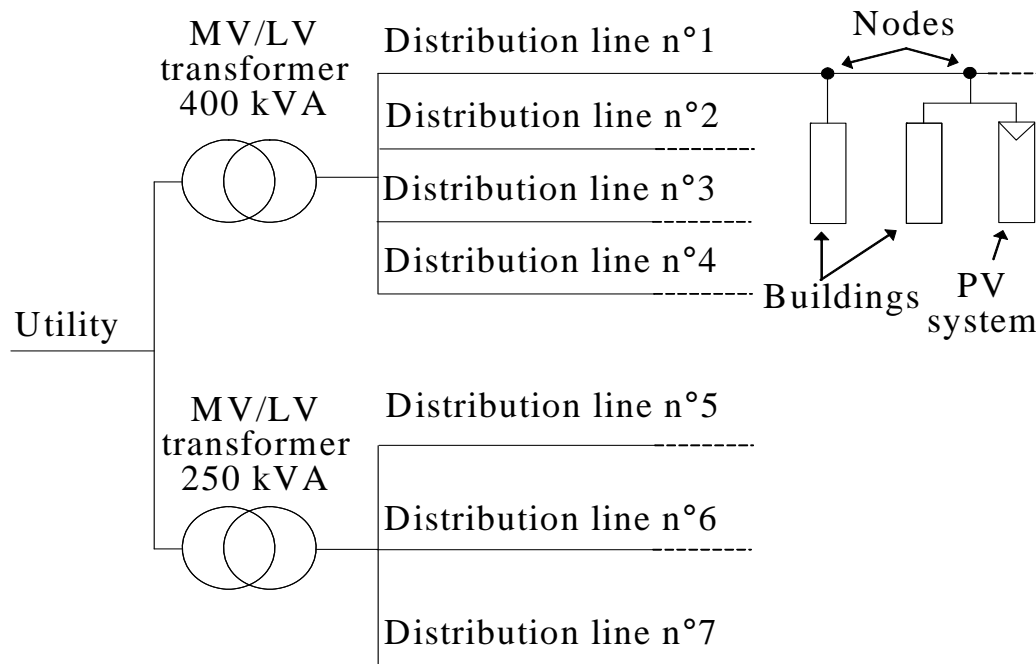 MV/LV
transformer
400 kVA
Distribution line n°1
Distribution line n°2
Distribution line n°3
Distribution line n°4
Nodes
Buildings
PV
system
Utility
MV/LV
transformer
250 kVA
Distribution line n°5
Distribution line n°6
Distribution line n°7